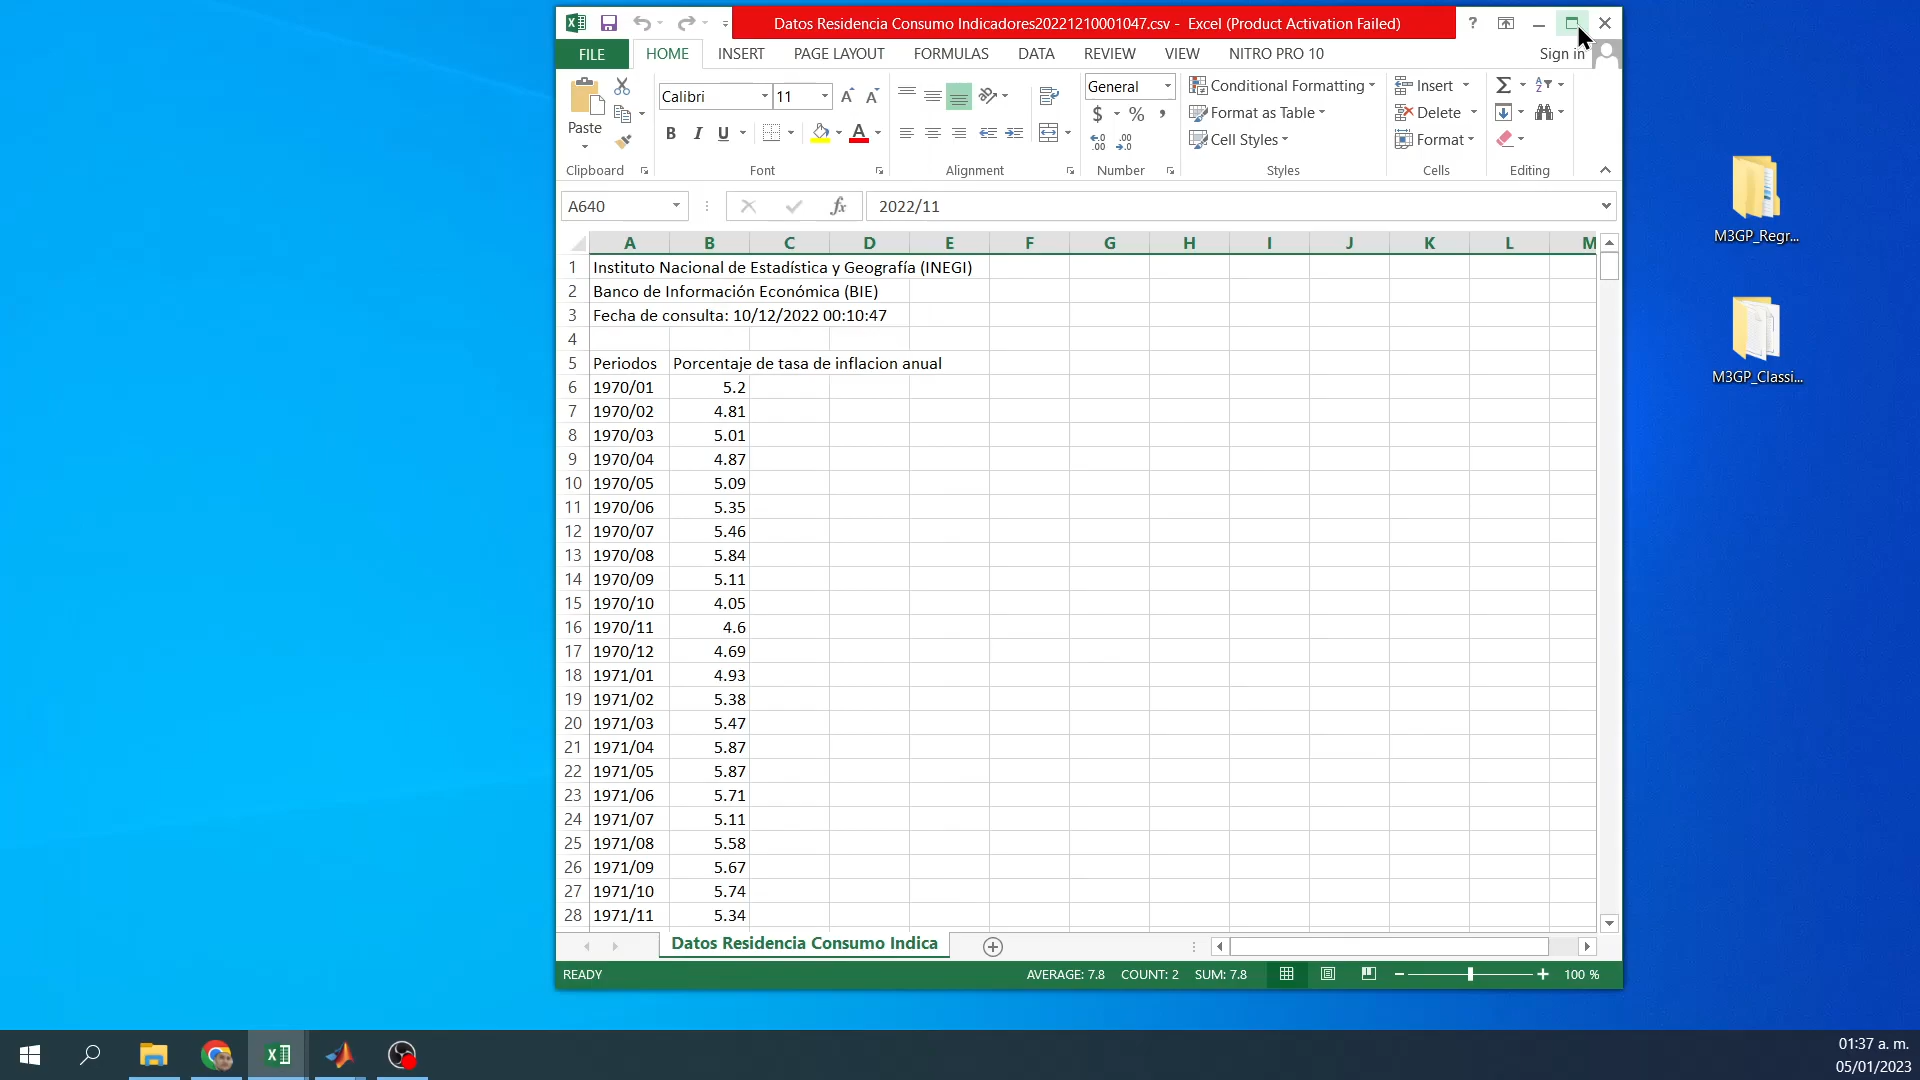 Datos Residencia Consumo Indicadores20221210001047.csv - Excel (Product Activation Failed)
?
FILE HOME INSERT PAGE LAYOUT FORMULAS DATA REVIEW VIEW NITRO PRO 10 Sign in
Calibri 11 General Conditional Formatting Insert
Format as Table Delete
Paste B I U Cell Styles Format
Clipboard Font Alignment Number Styles Cells Editing
A640 fx 2022/11
A B C D E F G H I J K L M
1 Instituto Nacional de Estadística y Geografía (INEGI)
2 Banco de Información Económica (BIE)
3 Fecha de consulta: 10/12/2022 00:10:47
4
5 Periodos Porcentaje de tasa de inflacion anual
6 1970/01 5.2
7 1970/02 4.81
8 1970/03 5.01
9 1970/04 4.87
10 1970/05 5.09
11 1970/06 5.35
12 1970/07 5.46
13 1970/08 5.84
14 1970/09 5.11
15 1970/10 4.05
16 1970/11 4.6
17 1970/12 4.69
18 1971/01 4.93
19 1971/02 5.38
20 1971/03 5.47
21 1971/04 5.87
22 1971/05 5.87
23 1971/06 5.71
24 1971/07 5.11
25 1971/08 5.58
26 1971/09 5.67
27 1971/10 5.74
28 1971/11 5.34
Datos Residencia Consumo Indica
READY AVERAGE: 7.8 COUNT: 2 SUM: 7.8 100 %
M3GP_Regr...
M3GP_Classi...
01:37 a. m.
05/01/2023